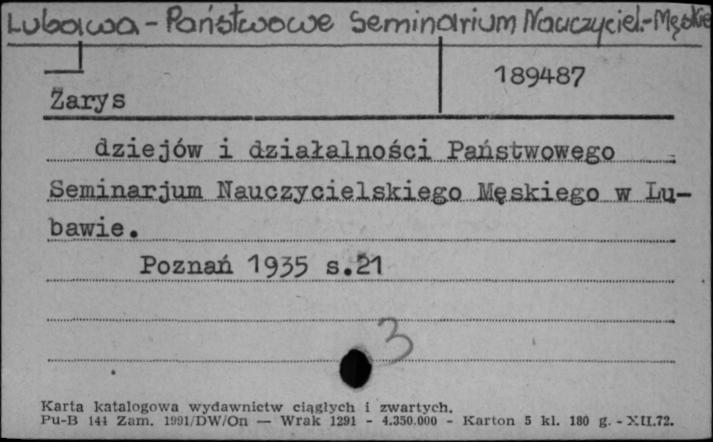 Lubawa - Państwowe Seminarium Nauczyciel.-Męskie
189487
Zarys
dziejów i działalności Państwowego
Seminarjum Nauczycielskiego Męskiego w Lu-
bawie.
Poznań 1935 s.21
3
Karta katalogowa wydawnictw ciągłych i zwartych.
Pu-B 144 Zam. 1991/DW/On — Wrak 1291 - 4.350.000 - Karton 5 kl. 180 g. - XII.72.